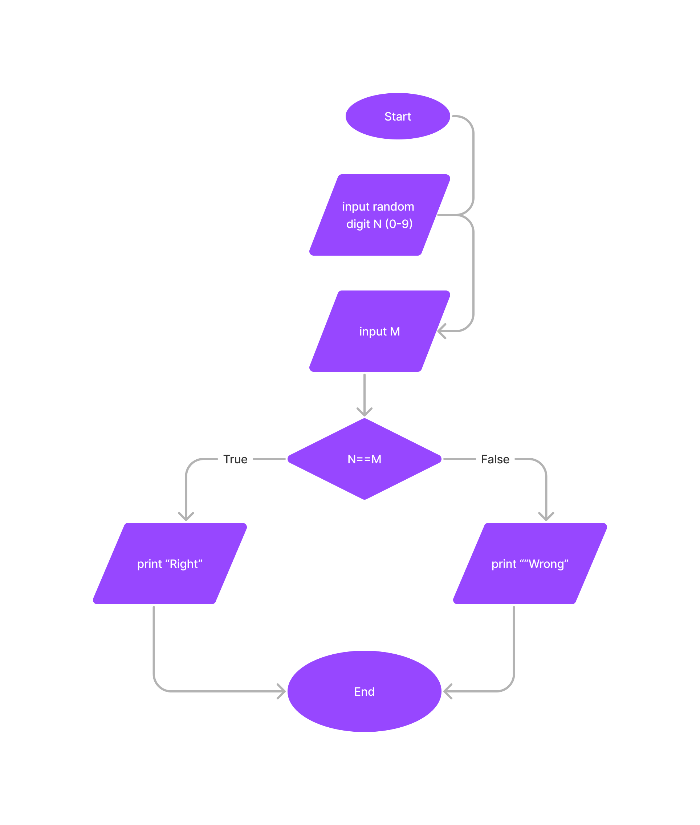 Start
input random
digit N (0-9)
input M
N==M
True
False
print “Right“
print ““Wrong“
End